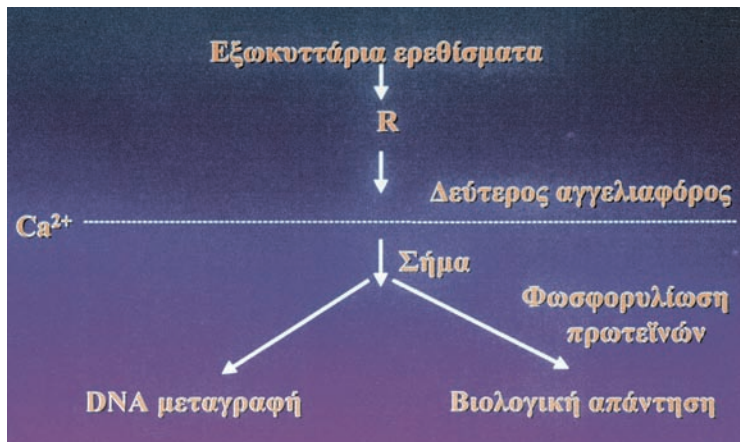 Εξωκυττάρια ερεθίσματα
R
Δεύτερος αγγελιαφόρος
Ca²⁺
Σήμα
Φωσφορυλίωση
πρωτεϊνών
DNA μεταγραφή
Βιολογική απάντηση